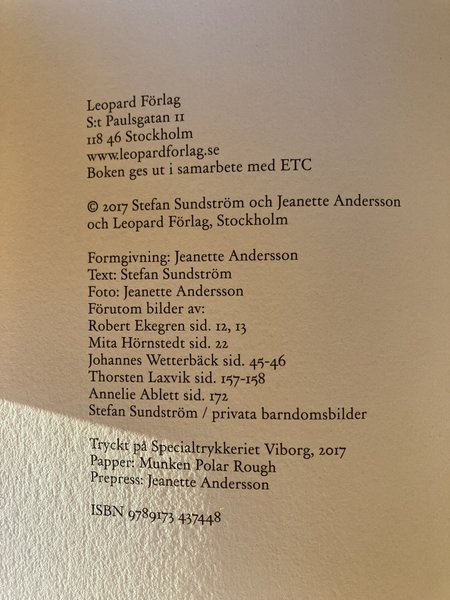 Leopard Förlag
S:t Paulsgatan 11
118 46 Stockholm
www.leopardforlag.se
Boken ges ut i samarbete med ETC
© 2017 Stefan Sundström och Jeanette Andersson
och Leopard Förlag, Stockholm
Formgivning: Jeanette Andersson
Text: Stefan Sundström
Foto: Jeanette Andersson
Förutom bilder av:
Robert Ekegren sid. 12, 13
Mita Hörnstedt sid. 22
Johannes Wetterbäck sid. 45-46
Thorsten Laxvik sid. 157-158
Annelie Ablett sid. 172
Stefan Sundström / privata barndomsbilder
Tryckt på Specialtrykkeriet Viborg, 2017
Papper: Munken Polar Rough
Prepress: Jeanette Andersson
ISBN 9789173 437448